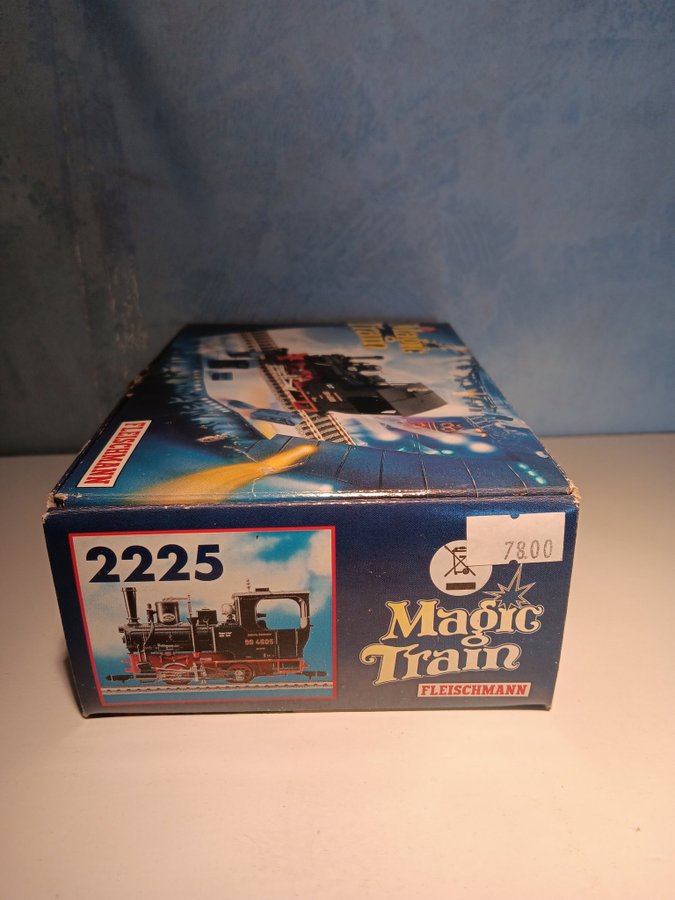 Magic
Train
FLEISCHMANN
2225
99 4605
78.00
Magic
Train
FLEISCHMANN